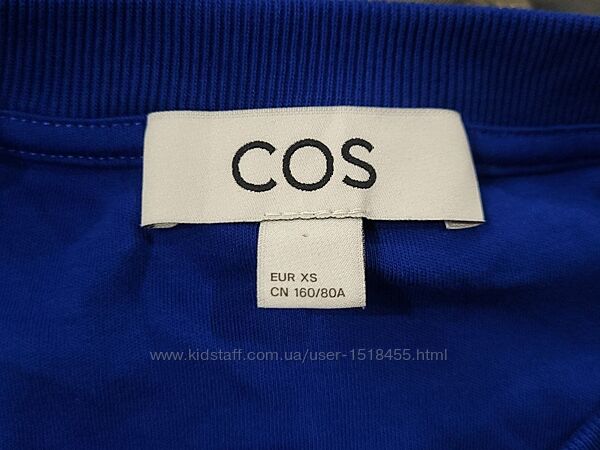 COS
EUR XS
CN 160/80A
www.kidstaff.com.ua/user-1518455.html